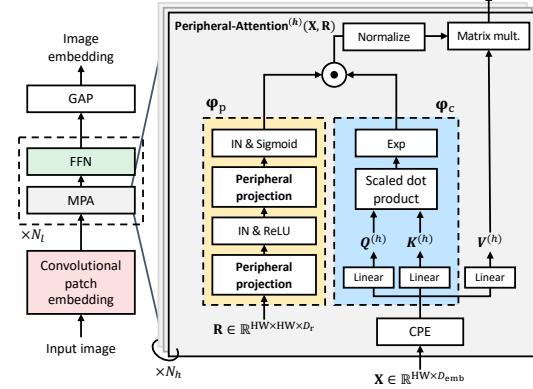 Image
embedding
GAP
FFN
MPA
×N_l
Convolutional
patch
embedding
Input image
Peripheral-Attention^(h)(X, R)
Normalize
Matrix mult.
φ_p
φ_c
IN & Sigmoid
Peripheral
projection
IN & ReLU
Peripheral
projection
R ∈ ℝ^HW×HW×D_r
Exp
Scaled dot
product
Q^(h)
K^(h)
V^(h)
Linear
Linear
Linear
CPE
X ∈ ℝ^HW×D_emb
×N_h